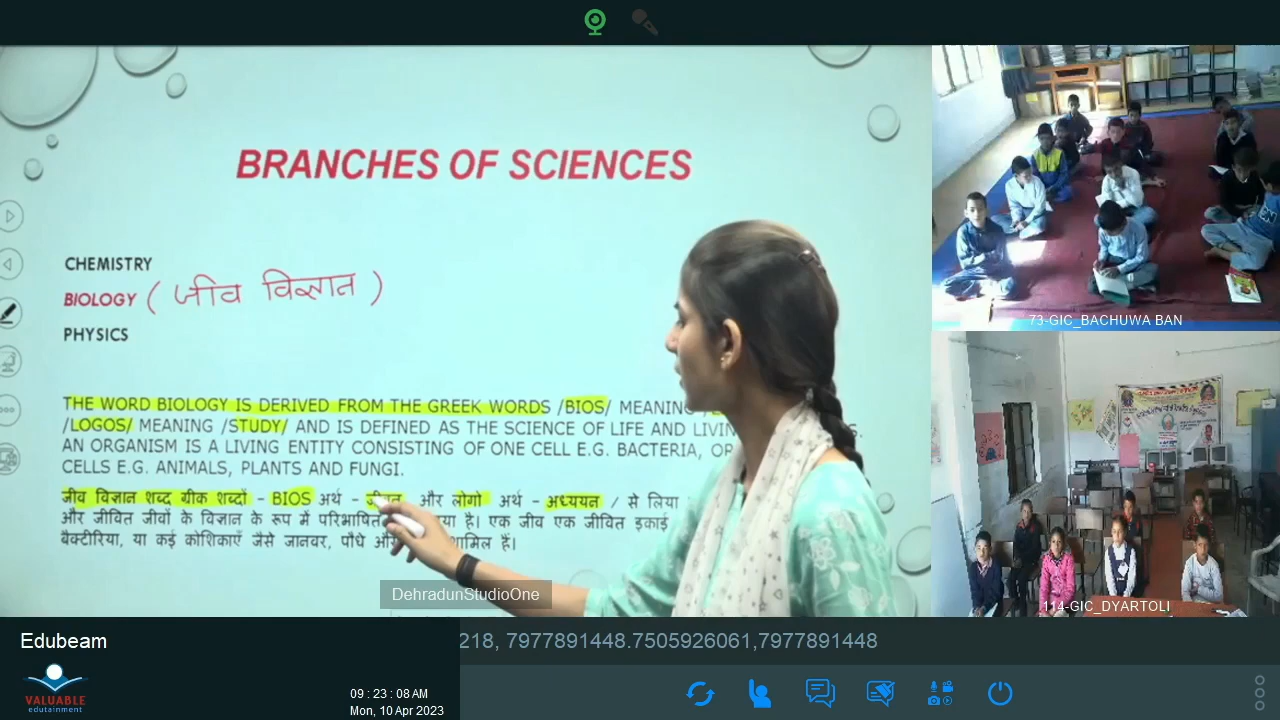 BRANCHES OF SCIENCES
CHEMISTRY
BIOLOGY ( जीव विज्ञान )
PHYSICS
THE WORD BIOLOGY IS DERIVED FROM THE GREEK WORDS /BIOS/ MEANING
/LOGOS/ MEANING /STUDY/ AND IS DEFINED AS THE SCIENCE OF LIFE AND
AN ORGANISM IS A LIVING ENTITY CONSISTING OF ONE CELL E.G. BACTERIA,
CELLS E.G. ANIMALS, PLANTS AND FUNGI.
जीव विज्ञान शब्द ग्रीक शब्दों - BIOS अर्थ - और लोगो अर्थ - अध्ययन / से लिया
और जीवित जीवों के विज्ञान के रूप में परिभाषित है। एक जीव एक जीवित इकाई
बैक्टीरिया, या कई कोशिकाएँ जैसे जानवर, पौधे शामिल हैं।
DehradunStudioOne
73-GIC_BACHUWA BAN
114-GIC_DYARTOLI
Edubeam
218, 7977891448.7505926061,7977891448
VALUABLE
edutainment
09 : 23 : 08 AM
Mon, 10 Apr 2023